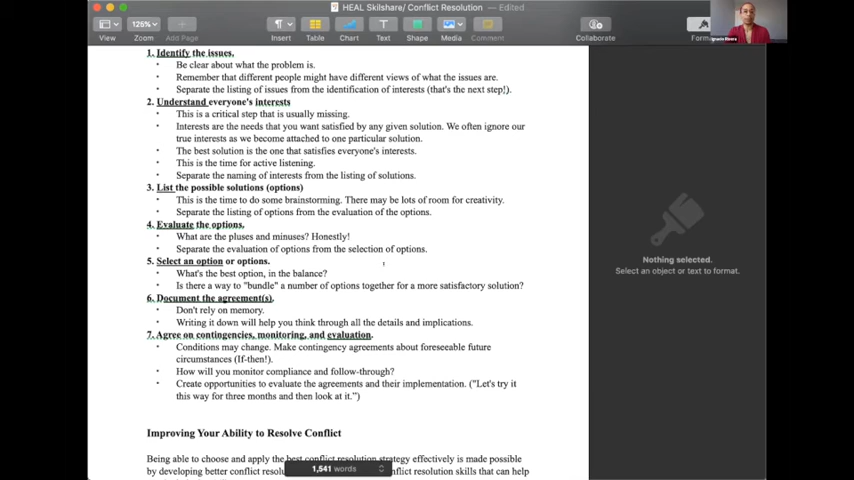 HEAL Skilshare/ Conflict Resolution — Edited
125%
View
Zoom
Add Page
Insert
Table
Chart
Text
Shape
Media
Comment
Collaborate
1. Identify the issues.
• Be clear about what the problem is.
• Remember that different people might have different views of what the issues are.
• Separate the listing of issues from the identification of interests (that's the next step!).
2. Understand everyone's interests
• This is a critical step that is usually missing.
• Interests are the needs that you want satisfied by any given solution. We often ignore our
true interests as we become attached to one particular solution.
• The best solution is the one that satisfies everyone's interests.
• This is the time for active listening.
• Separate the naming of interests from the listing of solutions.
3. List the possible solutions (options)
• This is the time to do some brainstorming. There may be lots of room for creativity.
• Separate the listing of options from the evaluation of the options.
4. Evaluate the options.
• What are the pluses and minuses? Honestly!
• Separate the evaluation of options from the selection of options.
5. Select an option or options.
• What's the best option, in the balance?
• Is there a way to "bundle" a number of options together for a more satisfactory solution?
6. Document the agreement(s).
• Don't rely on memory.
• Writing it down will help you think through all the details and implications.
7. Agree on contingencies, monitoring, and evaluation.
• Conditions may change. Make contingency agreements about foreseeable future
circumstances (If-then!).
• How will you monitor compliance and follow-through?
• Create opportunities to evaluate the agreements and their implementation. ("Let's try it
this way for three months and then look at it.")
Improving Your Ability to Resolve Conflict
Being able to choose and apply the best conflict resolution strategy effectively is made possible
by developing better conflict resolu
nflict resolution skills that can help
1,541 words
Nothing selected.
Select an object or text to format.